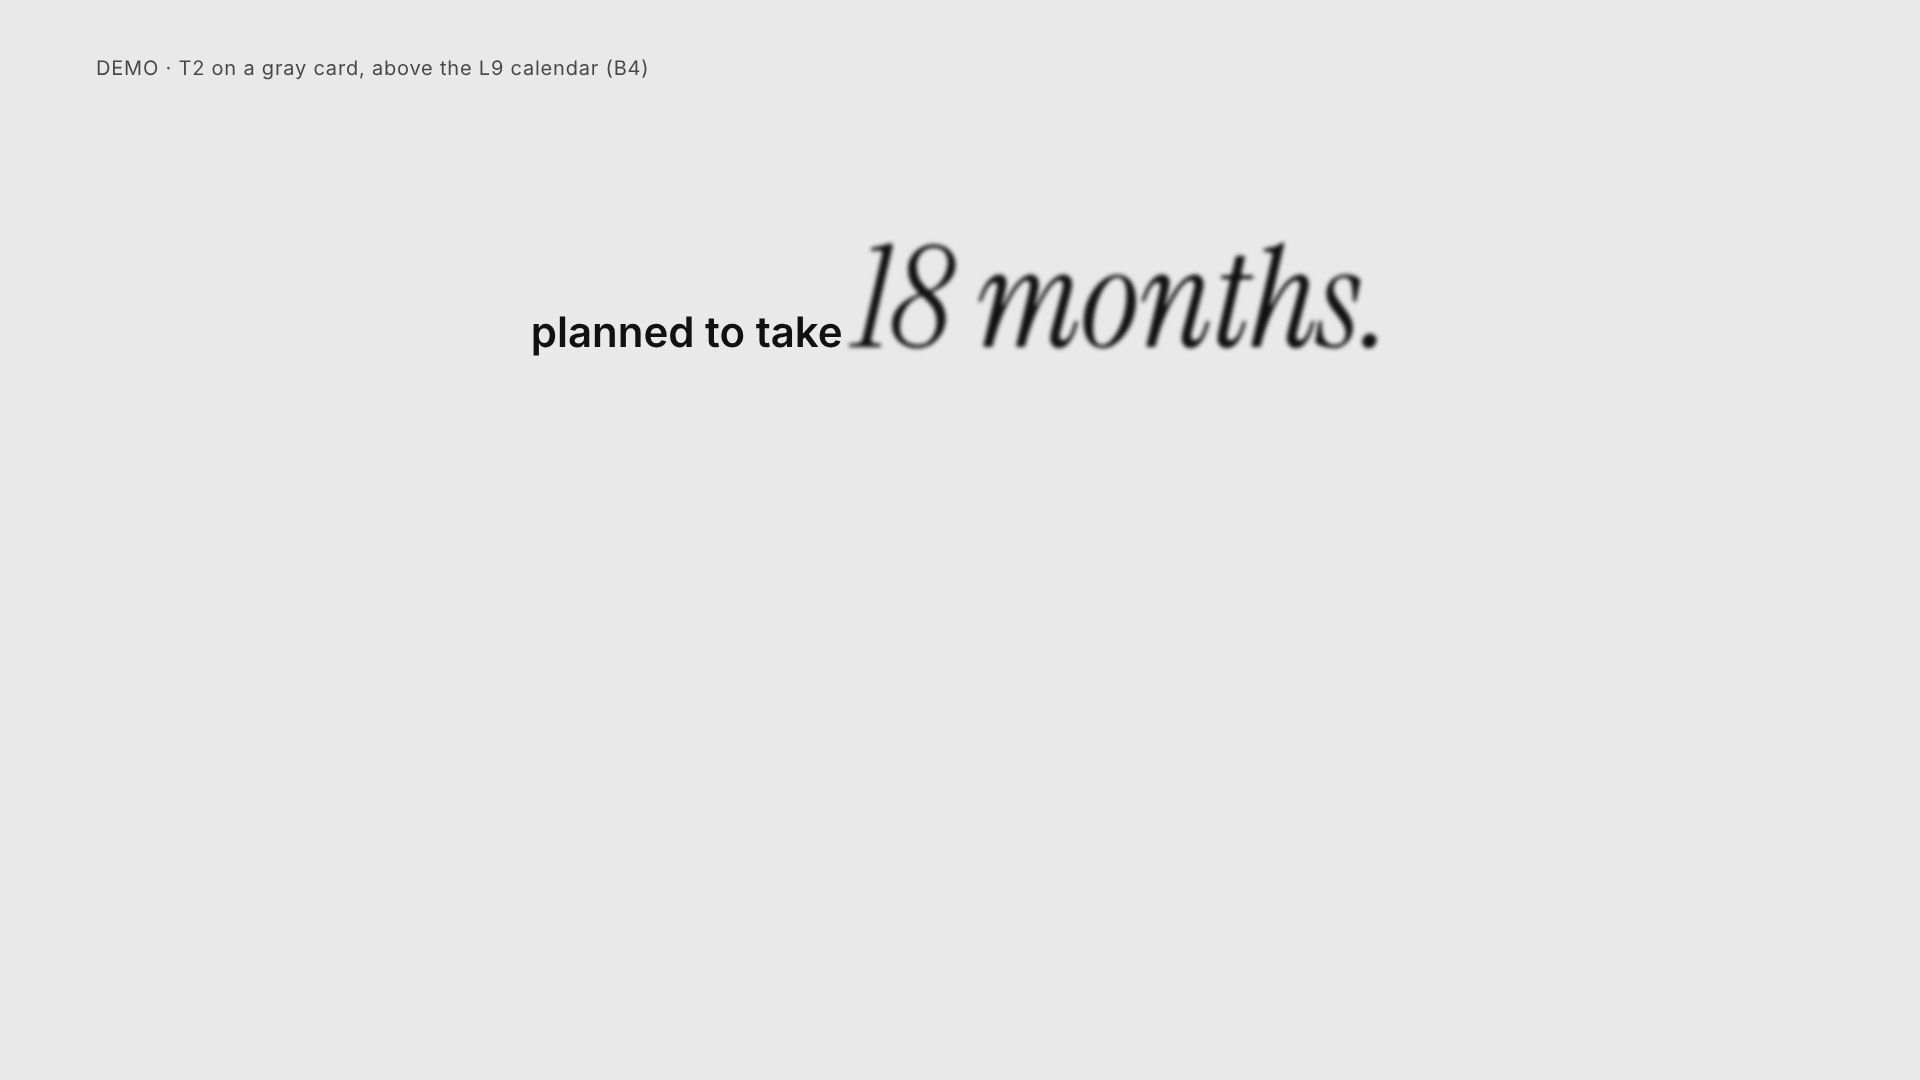 DEMO · T2 on a gray card, above the L9 calendar (B4)
planned to take 18 months.